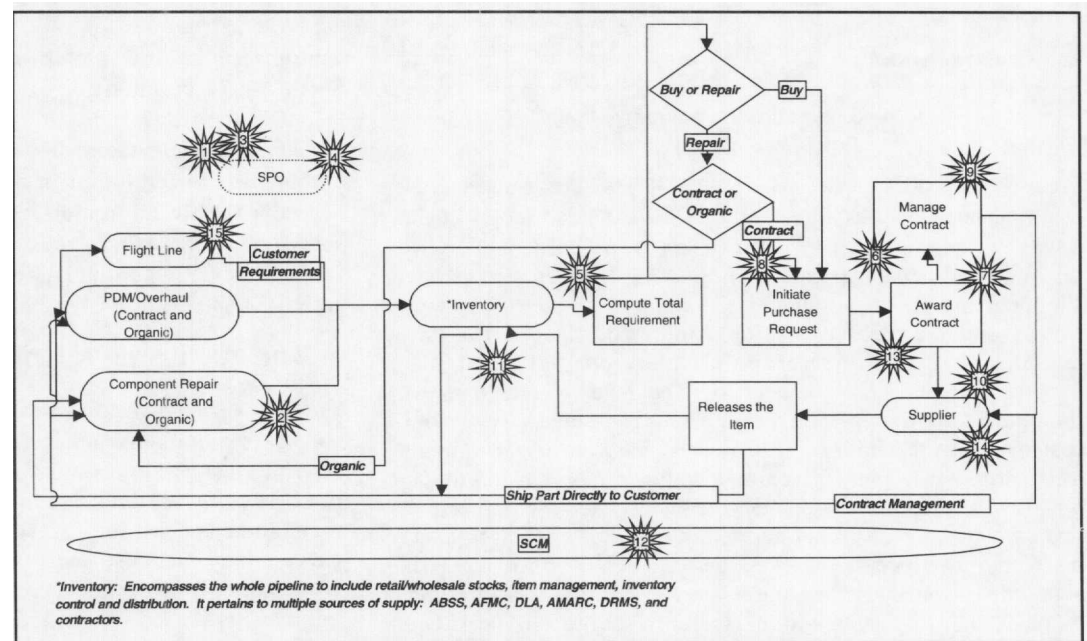 Buy or Repair
Buy
Repair
1
3
4
SPO
Contract or
Organic
9
Manage
Contract
15
Flight Line
Customer
Requirements
Contract
8
6
7
5
PDM/Overhaul
(Contract and
Organic)
*Inventory
Compute Total
Requirement
Initiate
Purchase
Request
Award
Contract
13
11
Component Repair
(Contract and
Organic)
2
10
Releases the
Item
Supplier
14
Organic
Ship Part Directly to Customer
Contract Management
SCM
12
*Inventory: Encompasses the whole pipeline to include retail/wholesale stocks, item management, inventory
control and distribution. It pertains to multiple sources of supply: ABSS, AFMC, DLA, AMARC, DRMS, and
contractors.